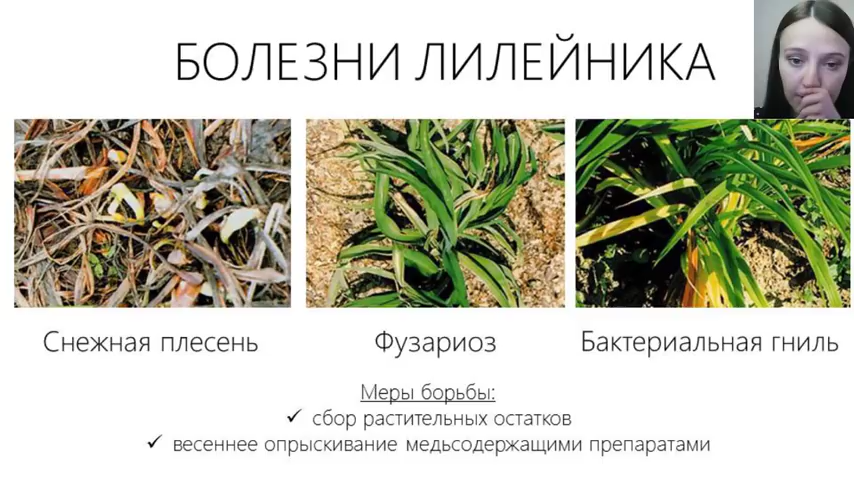 БОЛЕЗНИ ЛИЛЕЙНИКА
Снежная плесень
Фузариоз
Бактериальная гниль
Меры борьбы:
✓ сбор растительных остатков
✓ весеннее опрыскивание медьсодержащими препаратами